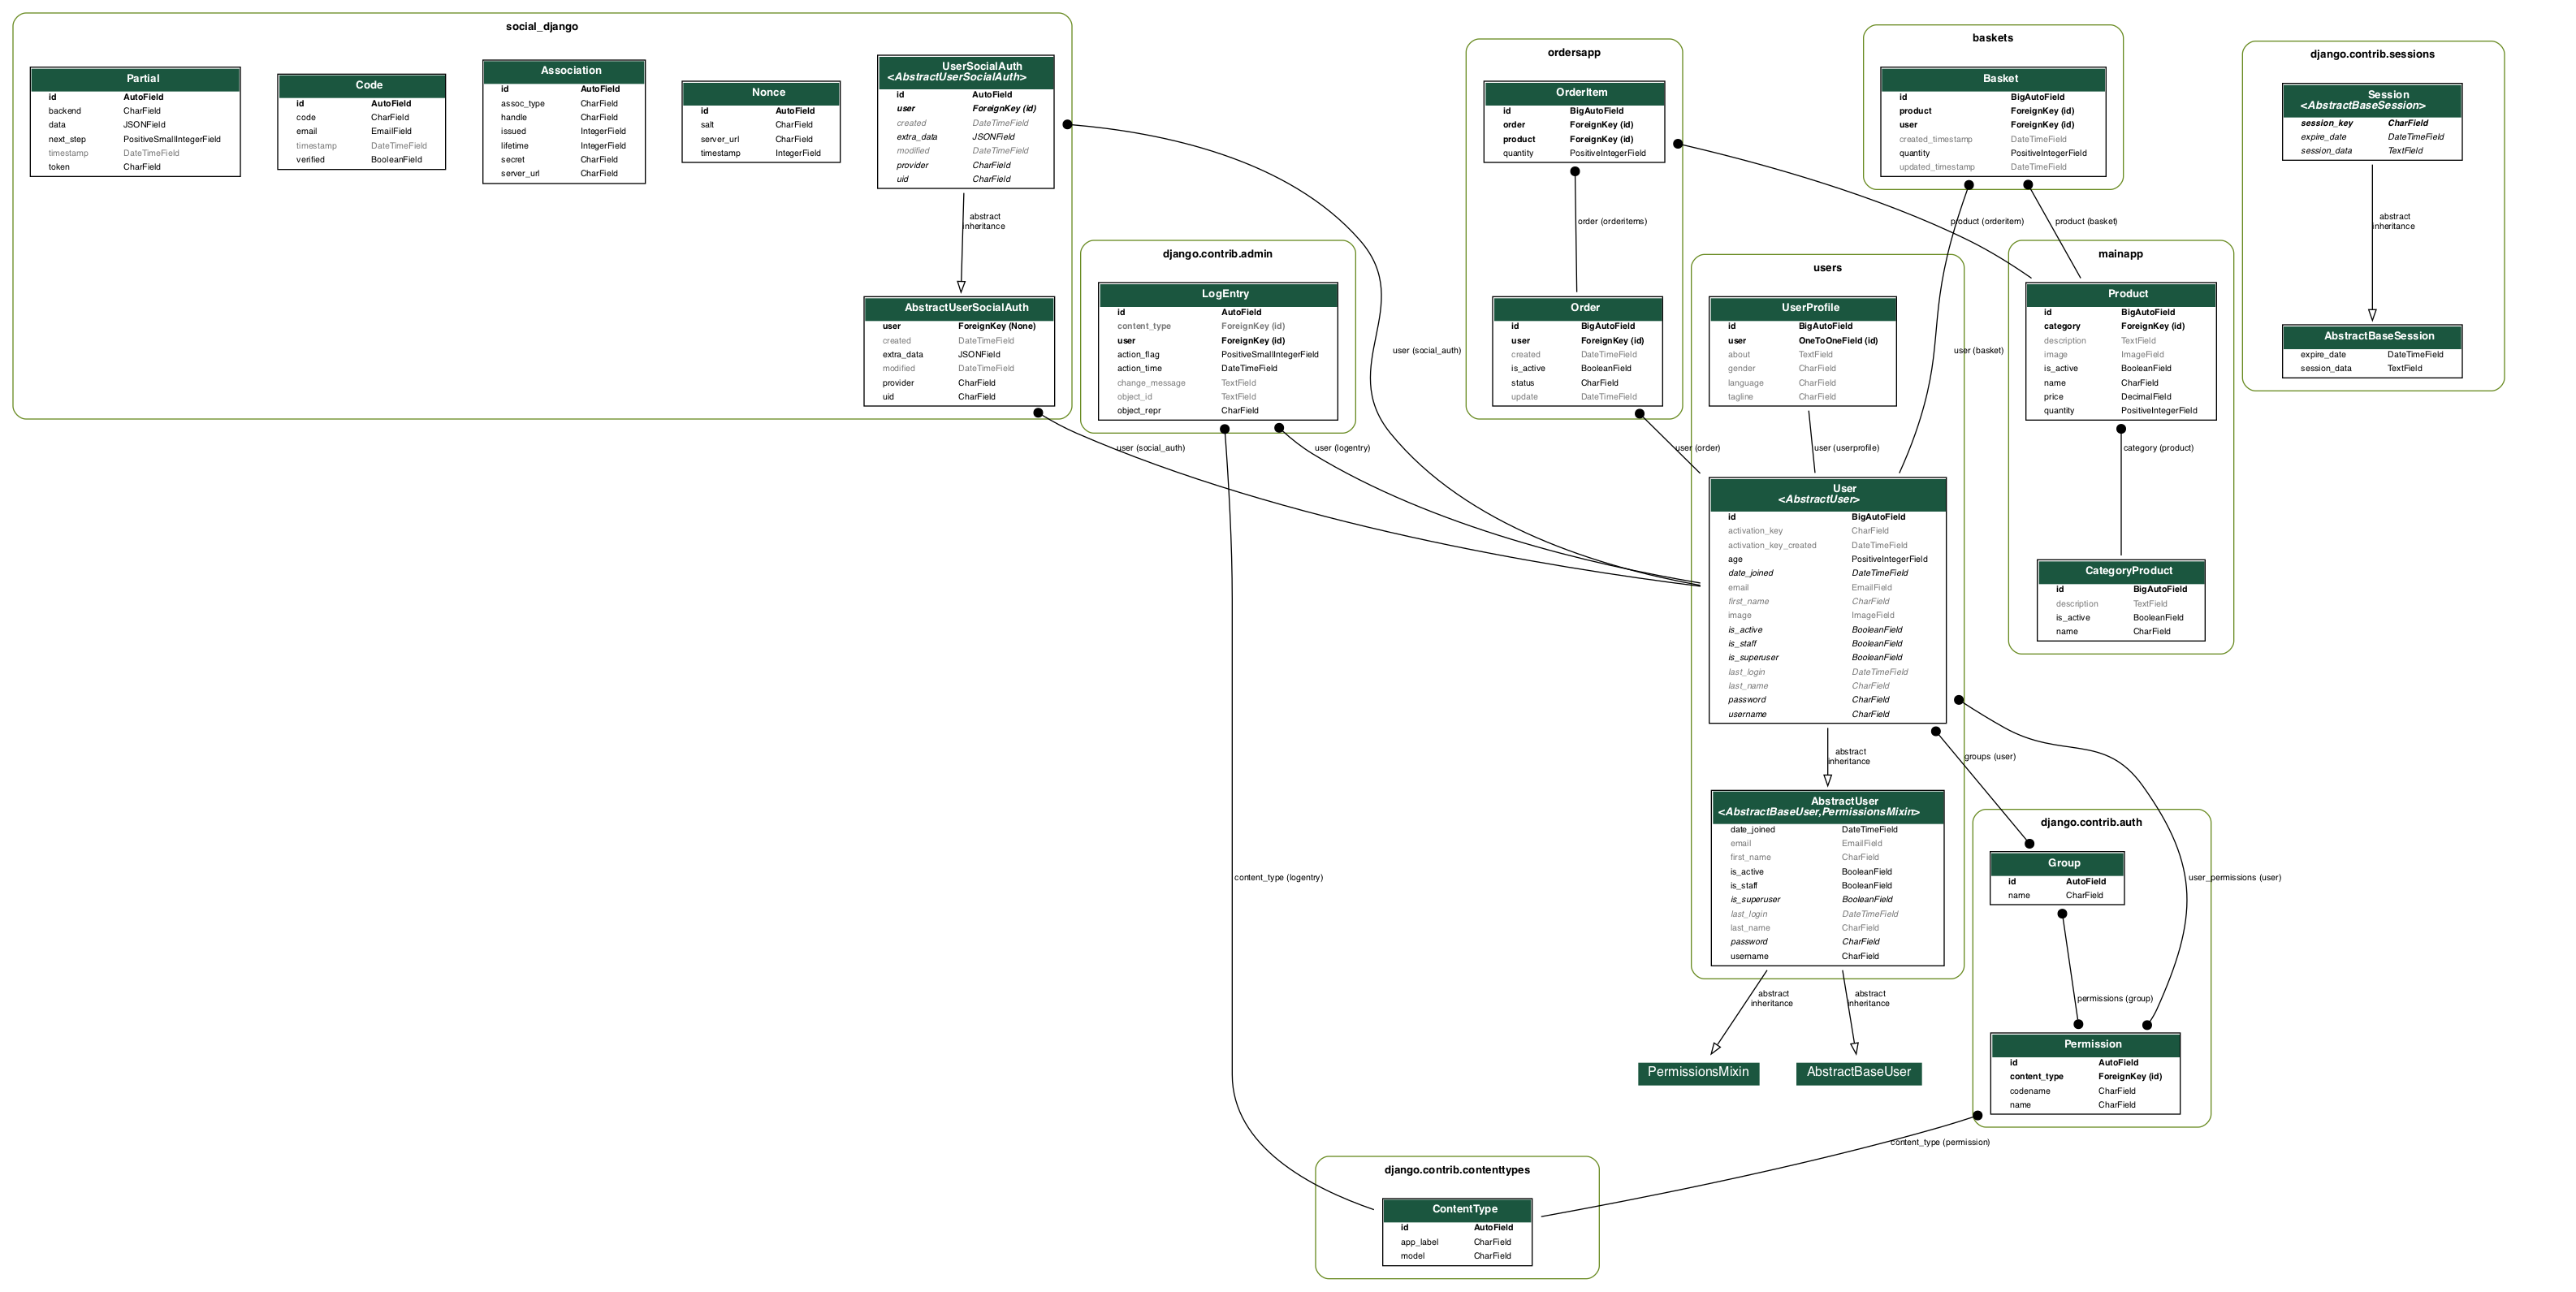 social_django
Partial
id AutoField
backend CharField
data JSONField
next_step PositiveSmallIntegerField
timestamp DateTimeField
token CharField
Code
id AutoField
code CharField
email EmailField
timestamp DateTimeField
verified BooleanField
Association
id AutoField
assoc_type CharField
handle CharField
issued IntegerField
lifetime IntegerField
secret CharField
server_url CharField
Nonce
id AutoField
salt CharField
server_url CharField
timestamp IntegerField
UserSocialAuth
<AbstractUserSocialAuth>
id AutoField
user ForeignKey (id)
created DateTimeField
extra_data JSONField
modified DateTimeField
provider CharField
uid CharField
abstract
inheritance
AbstractUserSocialAuth
user ForeignKey (None)
created DateTimeField
extra_data JSONField
modified DateTimeField
provider CharField
uid CharField
django.contrib.admin
LogEntry
id AutoField
content_type ForeignKey (id)
user ForeignKey (id)
action_flag PositiveSmallIntegerField
action_time DateTimeField
change_message TextField
object_id TextField
object_repr CharField
user (social_auth)
user (logentry)
user (social_auth)
ordersapp
OrderItem
id BigAutoField
order ForeignKey (id)
product ForeignKey (id)
quantity PositiveIntegerField
order (orderitems)
Order
id BigAutoField
user ForeignKey (id)
created DateTimeField
is_active BooleanField
status CharField
update DateTimeField
user (order)
baskets
Basket
id BigAutoField
product ForeignKey (id)
user ForeignKey (id)
created_timestamp DateTimeField
quantity PositiveIntegerField
updated_timestamp DateTimeField
product (orderitem)
product (basket)
user (basket)
users
UserProfile
id BigAutoField
user OneToOneField (id)
about TextField
gender CharField
language CharField
tagline CharField
user (userprofile)
User
<AbstractUser>
id BigAutoField
activation_key CharField
activation_key_created DateTimeField
age PositiveIntegerField
date_joined DateTimeField
email EmailField
first_name CharField
image ImageField
is_active BooleanField
is_staff BooleanField
is_superuser BooleanField
last_login DateTimeField
last_name CharField
password CharField
username CharField
abstract
inheritance
AbstractUser
<AbstractBaseUser,PermissionsMixin>
date_joined DateTimeField
email EmailField
first_name CharField
is_active BooleanField
is_staff BooleanField
is_superuser BooleanField
last_login DateTimeField
last_name CharField
password CharField
username CharField
abstract
inheritance
abstract
inheritance
PermissionsMixin
AbstractBaseUser
mainapp
Product
id BigAutoField
category ForeignKey (id)
description TextField
image ImageField
is_active BooleanField
name CharField
price DecimalField
quantity PositiveIntegerField
category (product)
CategoryProduct
id BigAutoField
description TextField
is_active BooleanField
name CharField
django.contrib.sessions
Session
<AbstractBaseSession>
session_key CharField
expire_date DateTimeField
session_data TextField
abstract
inheritance
AbstractBaseSession
expire_date DateTimeField
session_data TextField
groups (user)
user_permissions (user)
django.contrib.auth
Group
id AutoField
name CharField
permissions (group)
Permission
id AutoField
content_type ForeignKey (id)
codename CharField
name CharField
content_type (logentry)
content_type (permission)
django.contrib.contenttypes
ContentType
id AutoField
app_label CharField
model CharField